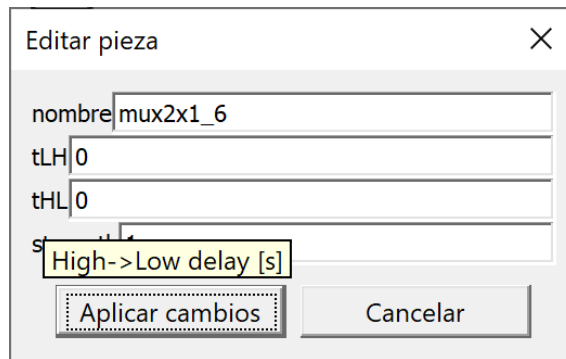 Editar pieza
nombre mux2x1_6
tLH 0
tHL 0
High->Low delay [s]
Aplicar cambios Cancelar